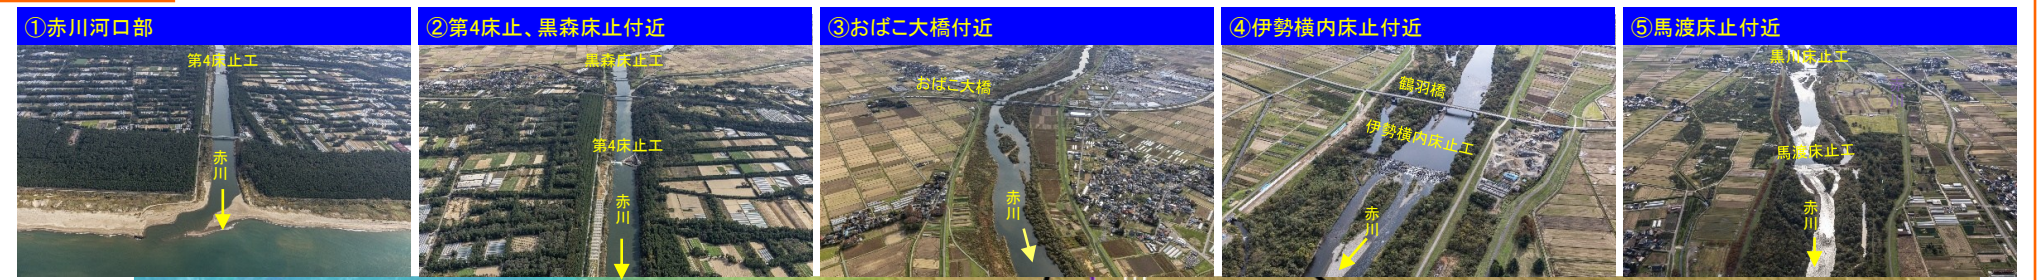 ①赤川河口部
第4床止工
赤川
②第4床止、黒森床止付近
黒森床止工
第4床止工
赤川
③おばこ大橋付近
おばこ大橋
赤川
④伊勢横内床止付近
鶴羽橋
伊勢横内床止工
赤川
⑤馬渡床止付近
黒川床止工
馬渡床止工
赤川